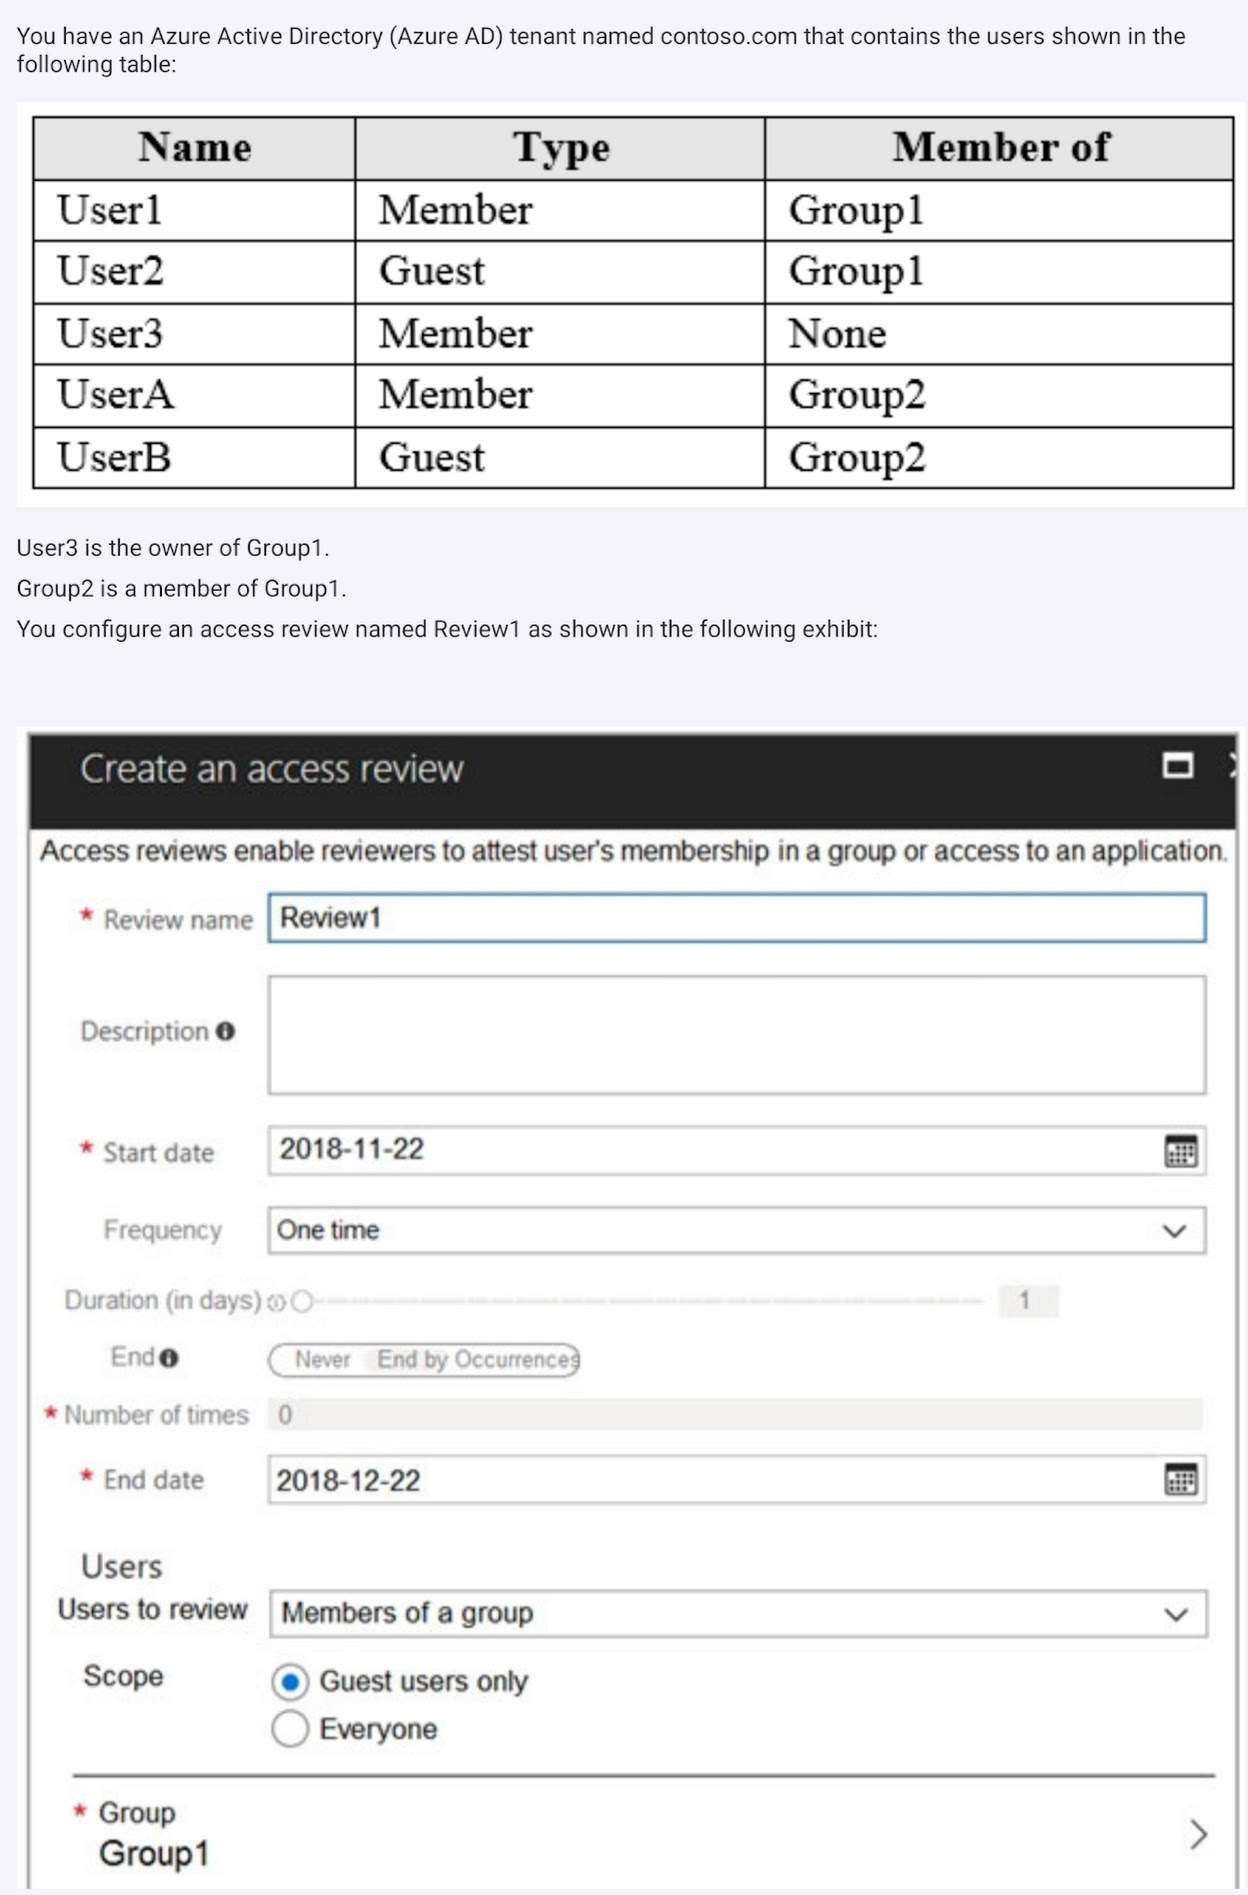 You have an Azure Active Directory (Azure AD) tenant named contoso.com that contains the users shown in the
following table:
Name Type Member of
User1 Member Group1
User2 Guest Group1
User3 Member None
UserA Member Group2
UserB Guest Group2
User3 is the owner of Group1.
Group2 is a member of Group1.
You configure an access review named Review1 as shown in the following exhibit:
Create an access review
Access reviews enable reviewers to attest user's membership in a group or access to an application.
* Review name Review1
Description
* Start date 2018-11-22
Frequency One time
Duration (in days) 1
End Never End by Occurrences
* Number of times 0
* End date 2018-12-22
Users
Users to review Members of a group
Scope Guest users only
Everyone
* Group
Group1